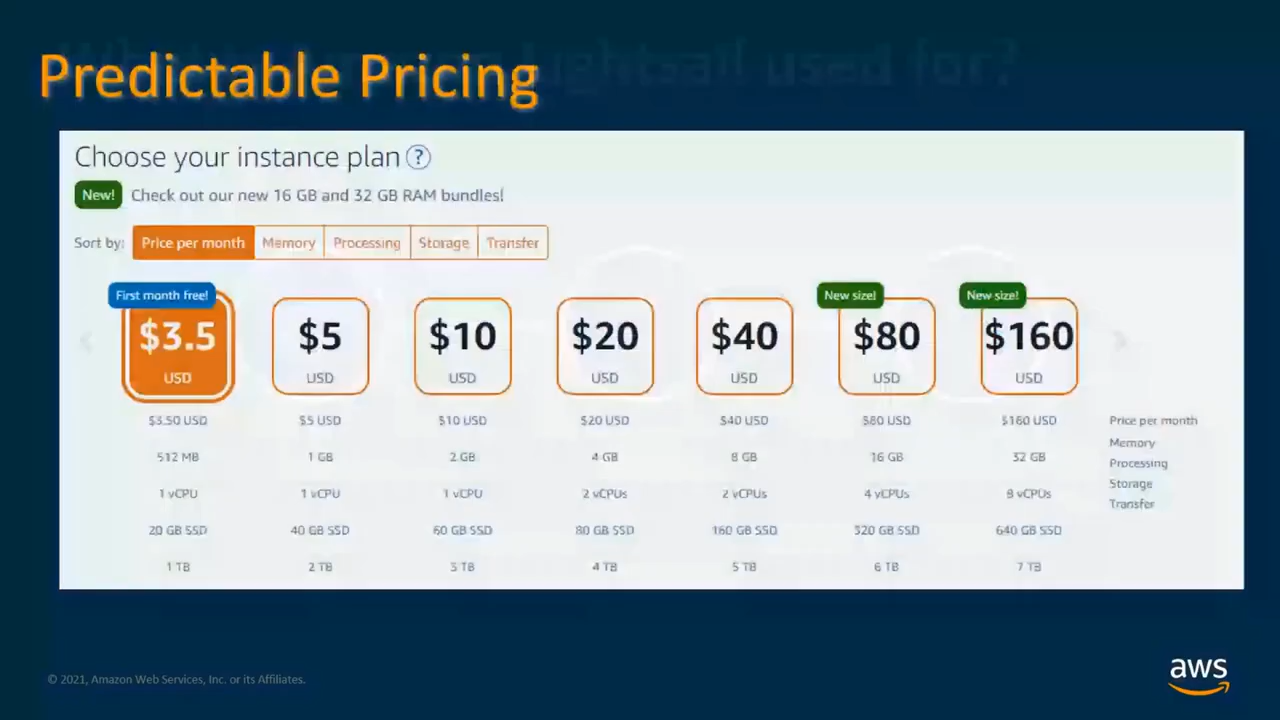 Predictable Pricing
Lightsail used for?
Choose your instance plan ?
New! Check out our new 16 GB and 32 GB RAM bundles!
Sort by: Price per month Memory Processing Storage Transfer
First month free! New size! New size!
$3.5 $5 $10 $20 $40 $80 $160
USD USD USD USD USD USD USD
$3.50 USD $5 USD $10 USD $20 USD $40 USD $80 USD $160 USD Price per month
512 MB 1 GB 2 GB 4 GB 8 GB 16 GB 32 GB Memory
1 vCPU 1 vCPU 1 vCPU 2 vCPUs 2 vCPUs 4 vCPUs 8 vCPUs Processing
20 GB SSD 40 GB SSD 60 GB SSD 80 GB SSD 160 GB SSD 320 GB SSD 640 GB SSD Storage
1 TB 2 TB 3 TB 4 TB 5 TB 6 TB 7 TB Transfer
© 2021, Amazon Web Services, Inc. or its Affiliates.
aws